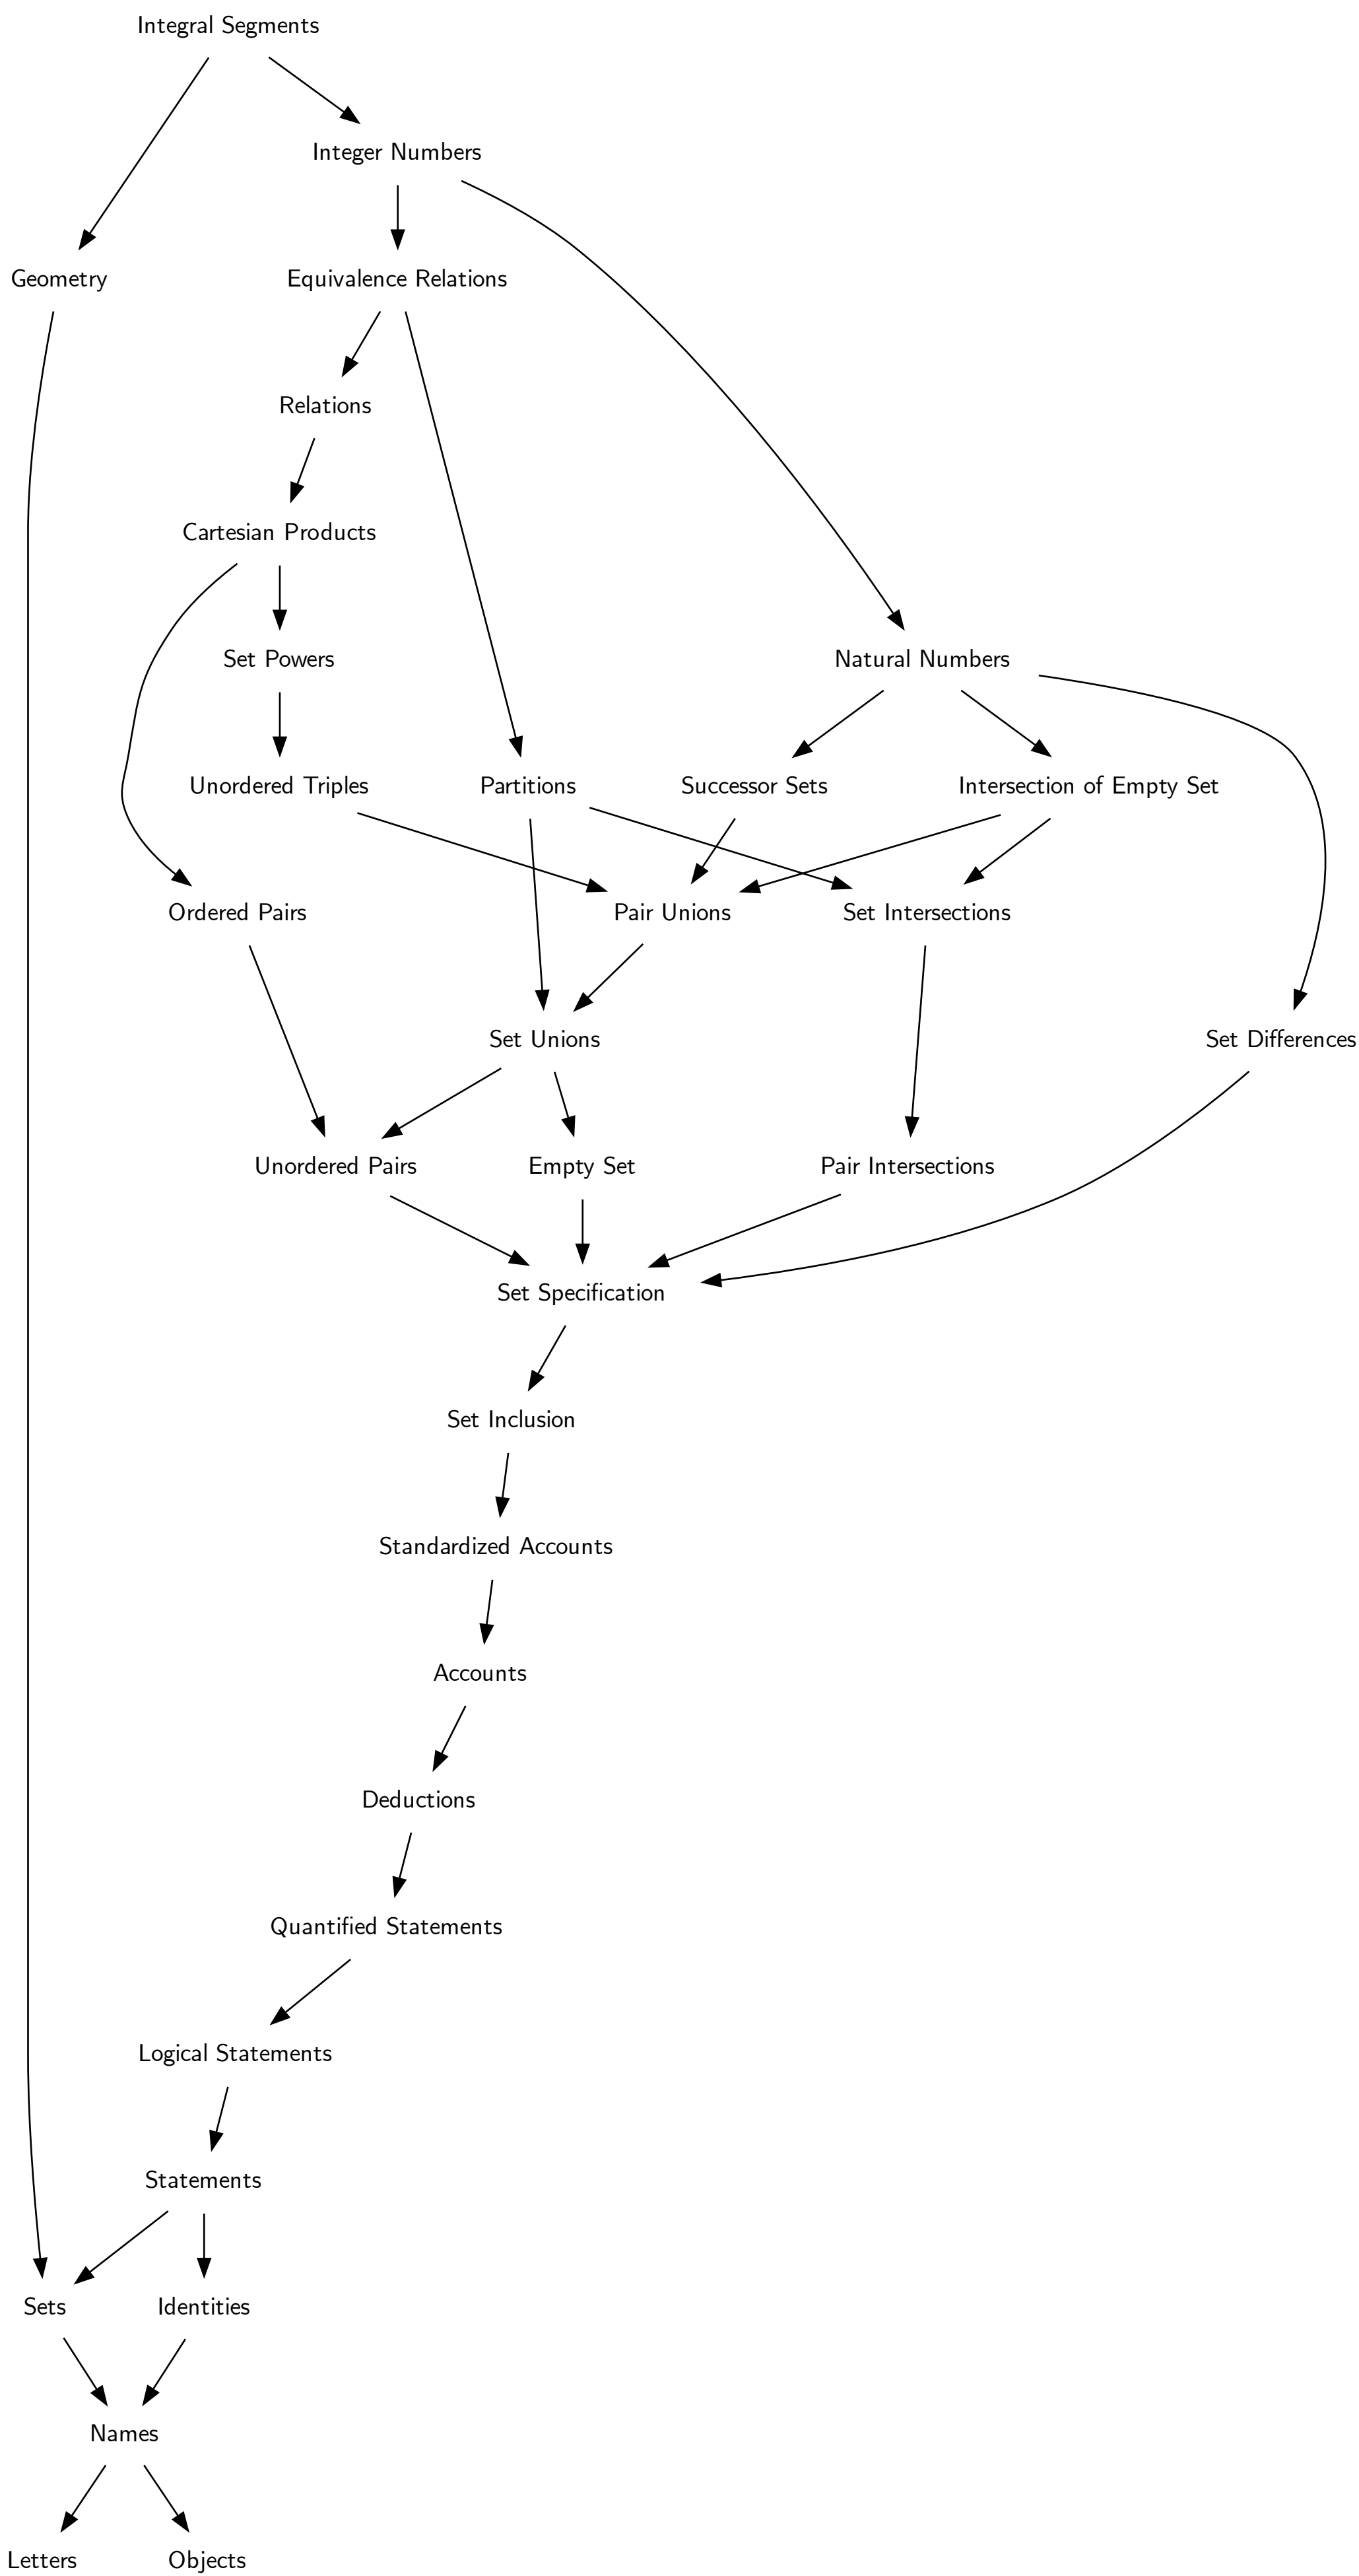 Integral Segments
Integer Numbers
Geometry
Equivalence Relations
Relations
Cartesian Products
Set Powers
Natural Numbers
Unordered Triples
Partitions
Successor Sets
Intersection of Empty Set
Ordered Pairs
Pair Unions
Set Intersections
Set Unions
Set Differences
Unordered Pairs
Empty Set
Pair Intersections
Set Specification
Set Inclusion
Standardized Accounts
Accounts
Deductions
Quantified Statements
Logical Statements
Statements
Sets
Identities
Names
Letters
Objects